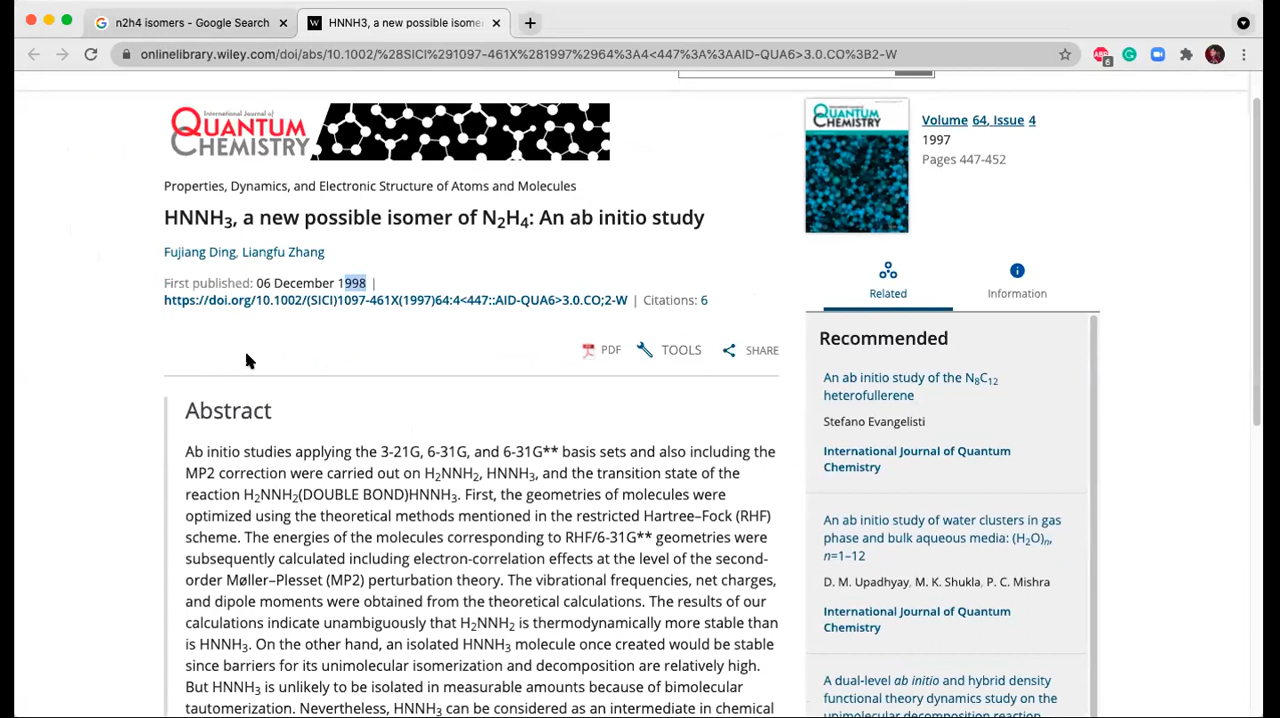 n2h4 isomers - Google Search
HNNH3, a new possible isome
onlinelibrary.wiley.com/doi/abs/10.1002/%28SICI%291097-461X%281997%2964%3A4<447%3A%3AAID-QUA6>3.0.CO%3B2-W
6
International Journal of
QUANTUM
CHEMISTRY
Properties, Dynamics, and Electronic Structure of Atoms and Molecules
HNNH₃, a new possible isomer of N₂H₄: An ab initio study
Fujiang Ding, Liangfu Zhang
First published: 06 December 1998 |
https://doi.org/10.1002/(SICI)1097-461X(1997)64:4<447::AID-QUA6>3.0.CO;2-W | Citations: 6
PDF TOOLS SHARE
Abstract
Ab initio studies applying the 3-21G, 6-31G, and 6-31G** basis sets and also including the
MP2 correction were carried out on H₂NNH₂, HNNH₃, and the transition state of the
reaction H₂NNH₂(DOUBLE BOND)HNNH₃. First, the geometries of molecules were
optimized using the theoretical methods mentioned in the restricted Hartree–Fock (RHF)
scheme. The energies of the molecules corresponding to RHF/6-31G** geometries were
subsequently calculated including electron-correlation effects at the level of the second-
order Møller–Plesset (MP2) perturbation theory. The vibrational frequencies, net charges,
and dipole moments were obtained from the theoretical calculations. The results of our
calculations indicate unambiguously that H₂NNH₂ is thermodynamically more stable than
is HNNH₃. On the other hand, an isolated HNNH₃ molecule once created would be stable
since barriers for its unimolecular isomerization and decomposition are relatively high.
But HNNH₃ is unlikely to be isolated in measurable amounts because of bimolecular
tautomerization. Nevertheless, HNNH₃ can be considered as an intermediate in chemical
QUANTUM
CHEMISTRY
Volume 64, Issue 4
1997
Pages 447-452
Related
Information
Recommended
An ab initio study of the N₈C₁₂
heterofullerene
Stefano Evangelisti
International Journal of Quantum
Chemistry
An ab initio study of water clusters in gas
phase and bulk aqueous media: (H₂O)ₙ,
n=1–12
D. M. Upadhyay, M. K. Shukla, P. C. Mishra
International Journal of Quantum
Chemistry
A dual-level ab initio and hybrid density
functional theory dynamics study on the
unimolecular decomposition reaction